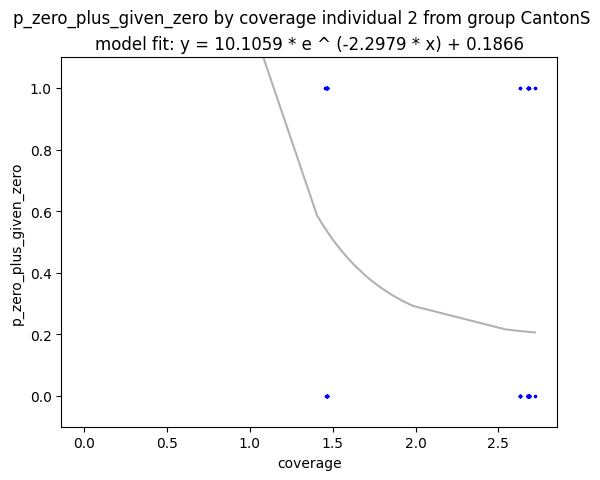 p_zero_plus_given_zero by coverage individual 2 from group CantonS
model fit: y = 10.1059 * e ^ (-2.2979 * x) + 0.1866
1.0
0.8
0.6
0.4
0.2
0.0
p_zero_plus_given_zero
0.0 0.5 1.0 1.5 2.0 2.5
coverage